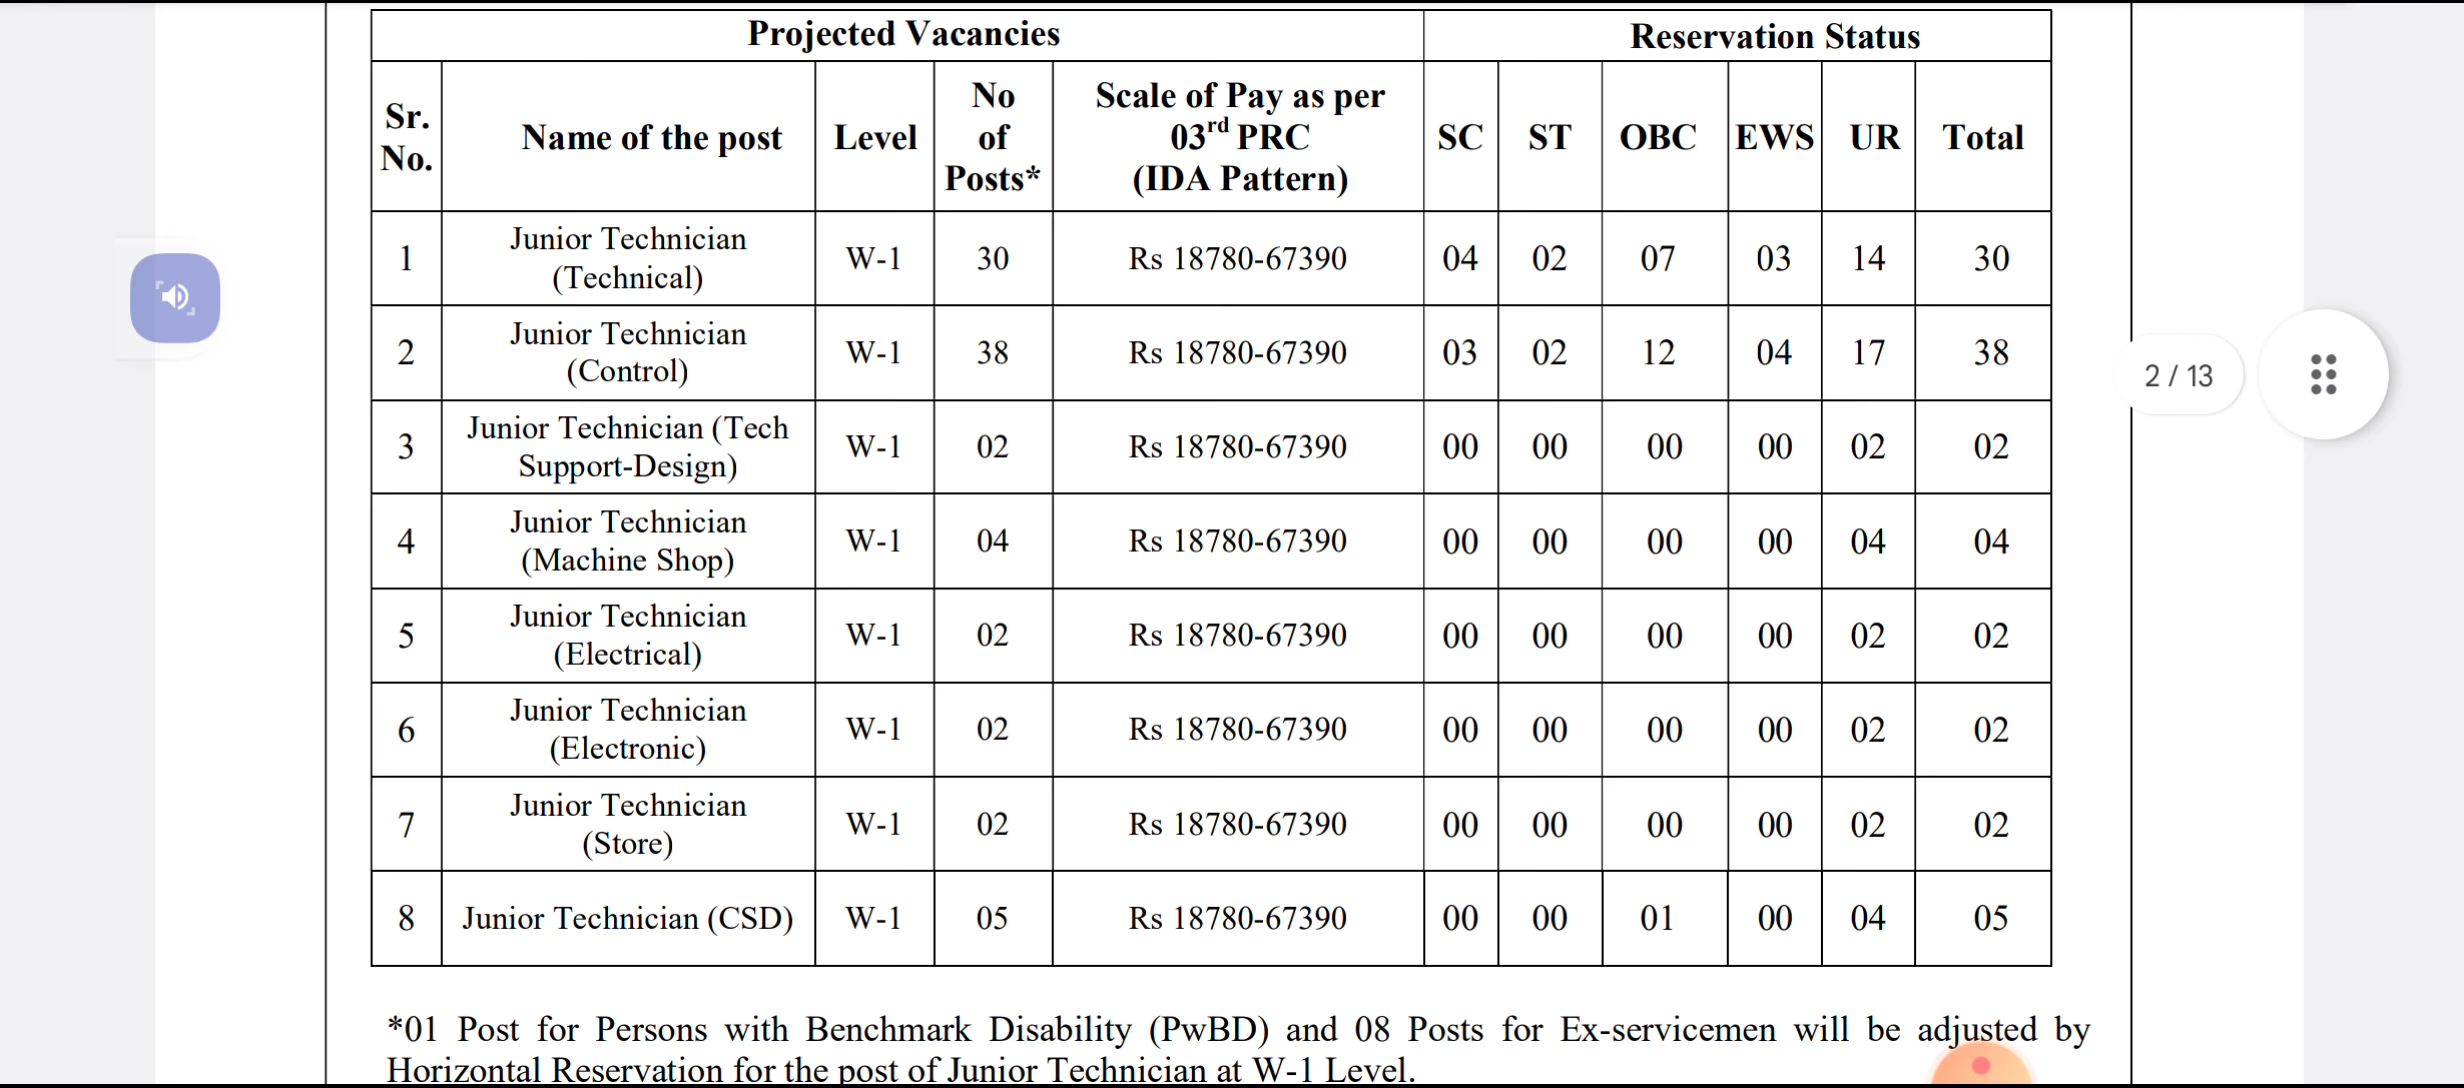 Projected Vacancies Reservation Status
Sr. No. Name of the post Level No of Posts* Scale of Pay as per 03rd PRC (IDA Pattern) SC ST OBC EWS UR Total
1 Junior Technician (Technical) W-1 30 Rs 18780-67390 04 02 07 03 14 30
2 Junior Technician (Control) W-1 38 Rs 18780-67390 03 02 12 04 17 38
3 Junior Technician (Tech Support-Design) W-1 02 Rs 18780-67390 00 00 00 00 02 02
4 Junior Technician (Machine Shop) W-1 04 Rs 18780-67390 00 00 00 00 04 04
5 Junior Technician (Electrical) W-1 02 Rs 18780-67390 00 00 00 00 02 02
6 Junior Technician (Electronic) W-1 02 Rs 18780-67390 00 00 00 00 02 02
7 Junior Technician (Store) W-1 02 Rs 18780-67390 00 00 00 00 02 02
8 Junior Technician (CSD) W-1 05 Rs 18780-67390 00 00 01 00 04 05
2 / 13
*01 Post for Persons with Benchmark Disability (PwBD) and 08 Posts for Ex-servicemen will be adjusted by
Horizontal Reservation for the post of Junior Technician at W-1 Level.